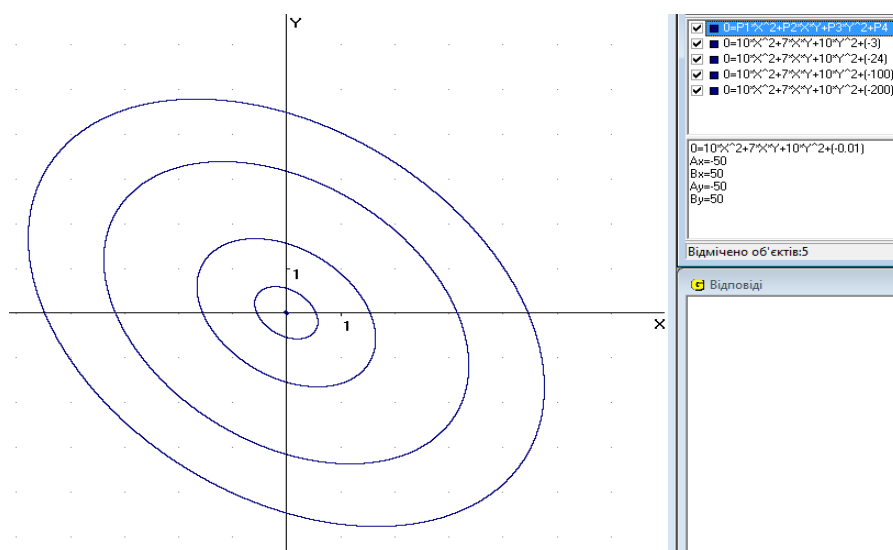 Y
1
1
X
0=P1*X^2+P2*X*Y+P3*Y^2+P4
0=10*X^2+7*X*Y+10*Y^2+(-3)
0=10*X^2+7*X*Y+10*Y^2+(-24)
0=10*X^2+7*X*Y+10*Y^2+(-100)
0=10*X^2+7*X*Y+10*Y^2+(-200)
0=10*X^2+7*X*Y+10*Y^2+(-0.01)
Ax=-50
Bx=50
Ay=-50
By=50
Відмічено об'єктів:5
G Відповіді